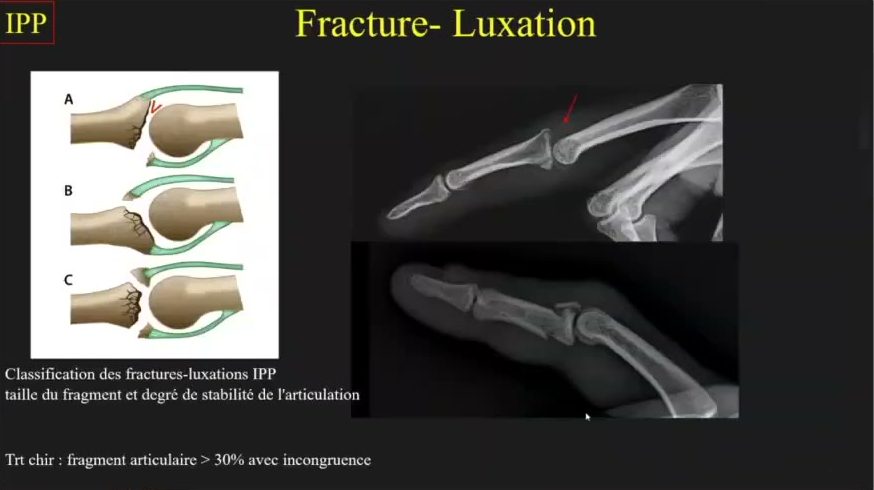 IPP
Fracture- Luxation
A
V
B
C
Classification des fractures-luxations IPP
taille du fragment et degré de stabilité de l'articulation
Trt chir : fragment articulaire > 30% avec incongruence